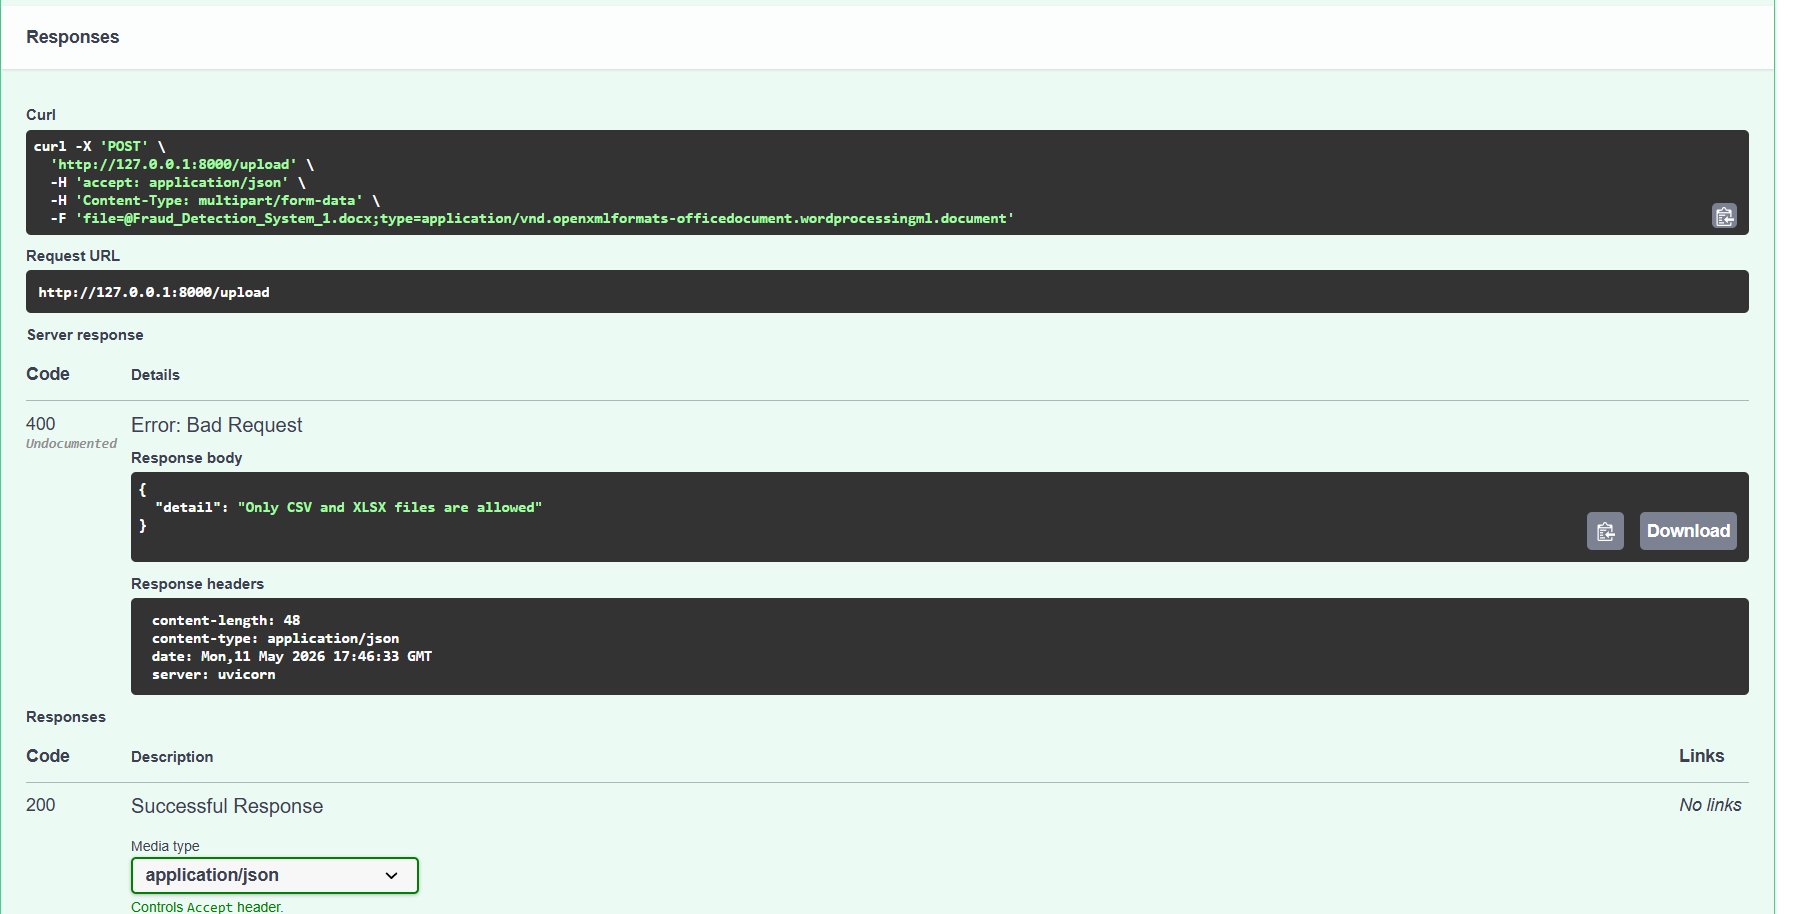 Responses
Curl
curl -X 'POST' \
  'http://127.0.0.1:8000/upload' \
  -H 'accept: application/json' \
  -H 'Content-Type: multipart/form-data' \
  -F 'file=@Fraud_Detection_System_1.docx;type=application/vnd.openxmlformats-officedocument.wordprocessingml.document'
Request URL
http://127.0.0.1:8000/upload
Server response
Code Details
400 Error: Bad Request
Undocumented
Response body
{
  "detail": "Only CSV and XLSX files are allowed"
}
Download
Response headers
content-length: 48
content-type: application/json
date: Mon,11 May 2026 17:46:33 GMT
server: uvicorn
Responses
Code Description Links
200 Successful Response No links
Media type
application/json
Controls Accept header.